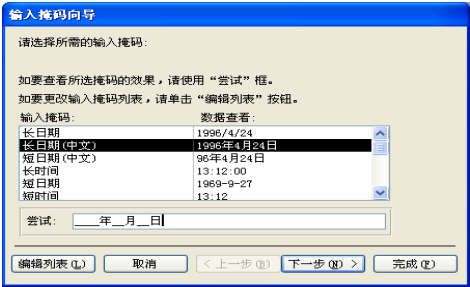 输入掩码向导
请选择所需的输入掩码:
如要查看所选掩码的效果，请使用“尝试”框。
如要更改输入掩码列表，请单击“编辑列表”按钮。
输入掩码: 数据查看:
长日期 1996/4/24
长日期(中文) 1996年4月24日
短日期(中文) 96年4月24日
长时间 13:12:00
短日期 1969-9-27
短时间 13:12
尝试: ____年__月__日
编辑列表(L) 取消 < 上一步(B) 下一步(N) > 完成(F)